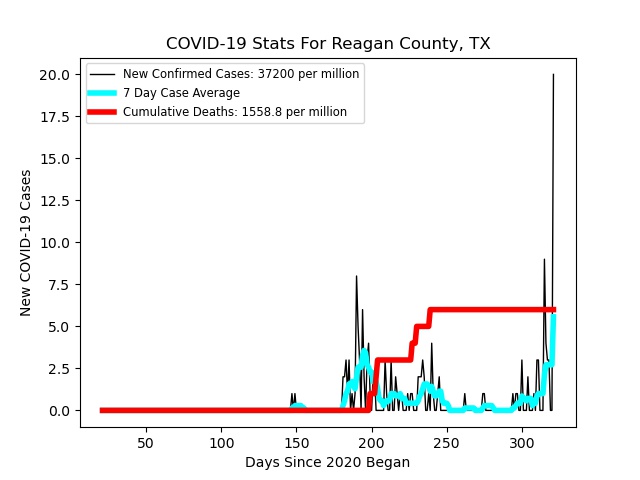 COVID-19 Stats For Reagan County, TX
New Confirmed Cases: 37200 per million
7 Day Case Average
Cumulative Deaths: 1558.8 per million
New COVID-19 Cases
20.0
17.5
15.0
12.5
10.0
7.5
5.0
2.5
0.0
50 100 150 200 250 300
Days Since 2020 Began